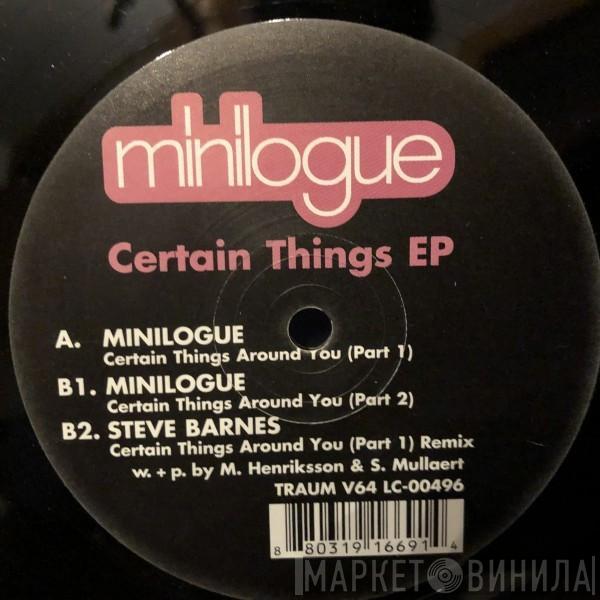 minilogue
Certain Things EP
A. MINILOGUE
Certain Things Around You (Part 1)
B1. MINILOGUE
Certain Things Around You (Part 2)
B2. STEVE BARNES
Certain Things Around You (Part 1) Remix
w. + p. by M. Henriksson & S. Mullaert
TRAUM V64 LC-00496
8 80319 16691 4
МАРКЕТ ВИНИЛА